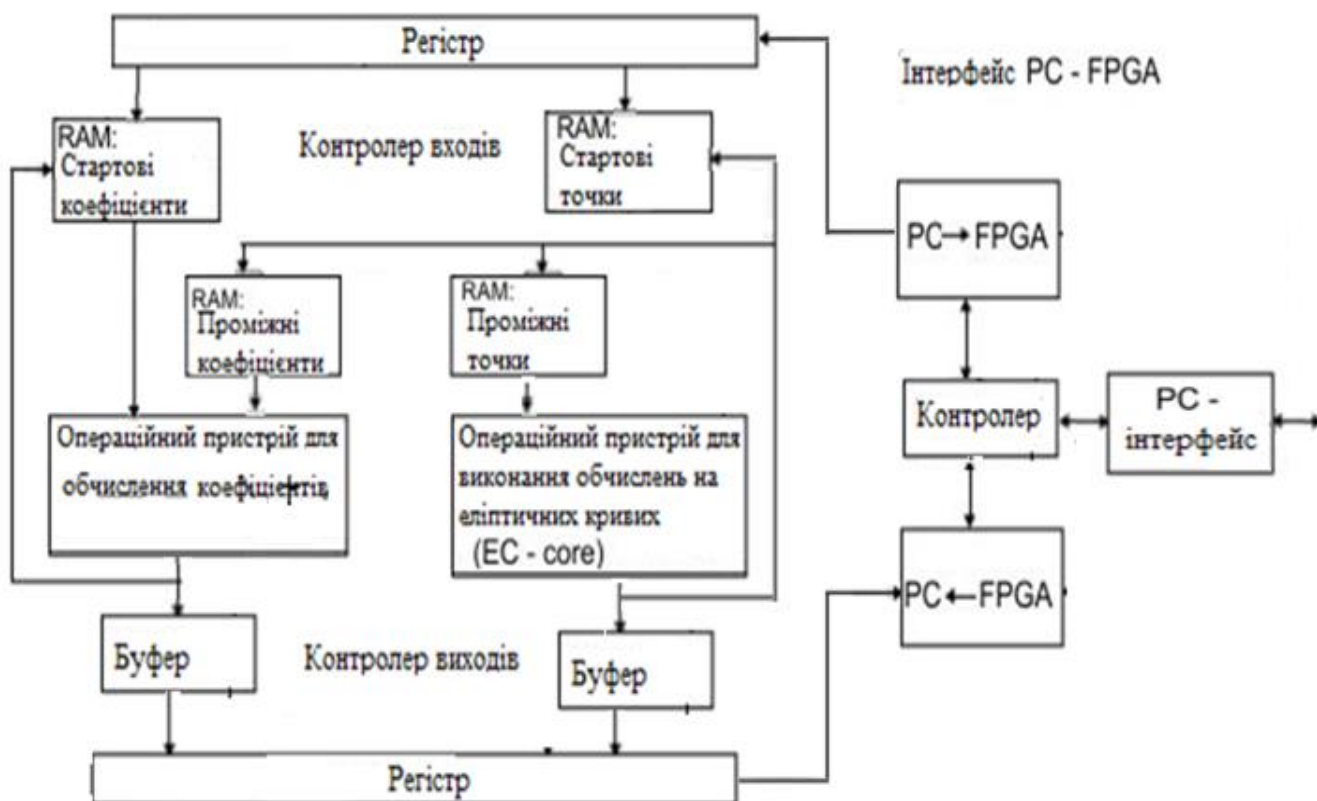 Регістр
Інтерфейс PC - FPGA
RAM:
Стартові
коефіцієнти
Контролер входів
RAM:
Стартові
точки
PC→FPGA
RAM:
Проміжні
коефіцієнти
RAM:
Проміжні
точки
Контролер
PC -
інтерфейс
Операційний пристрій для
обчислення коефіцієнтів
Операційний пристрій для
виконання обчислень на
еліптичних кривих
(EC - core)
PC←FPGA
Буфер
Контролер виходів
Буфер
Регістр